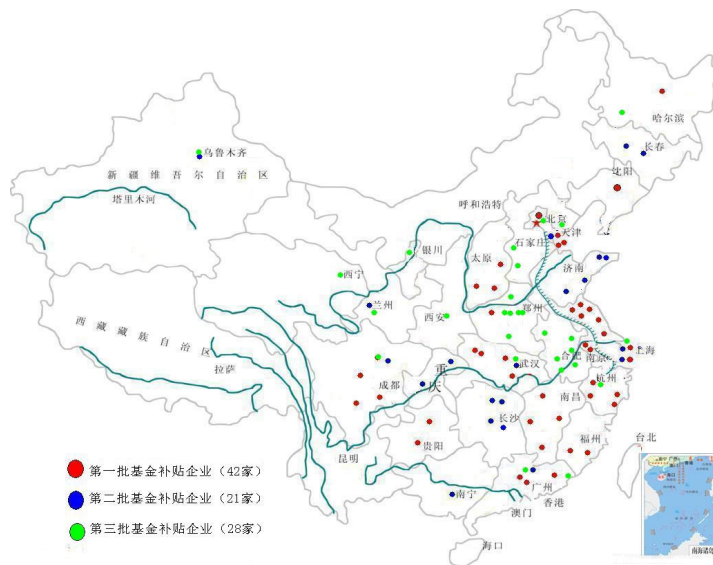 哈尔滨
长春
乌鲁木齐
沈阳
新疆维吾尔自治区
塔里木河
呼和浩特
北京
天津
石家庄
银川
太原
济南
西宁
兰州
西安
郑州
西藏藏族自治区
拉萨
合肥
南京
上海
重庆
武汉
成都
杭州
南昌
长沙
贵阳
福州
台北
昆明
第一批基金补贴企业（42家）
第二批基金补贴企业（21家）
第三批基金补贴企业（28家）
南宁
广州
香港
澳门
海口
南海诸岛